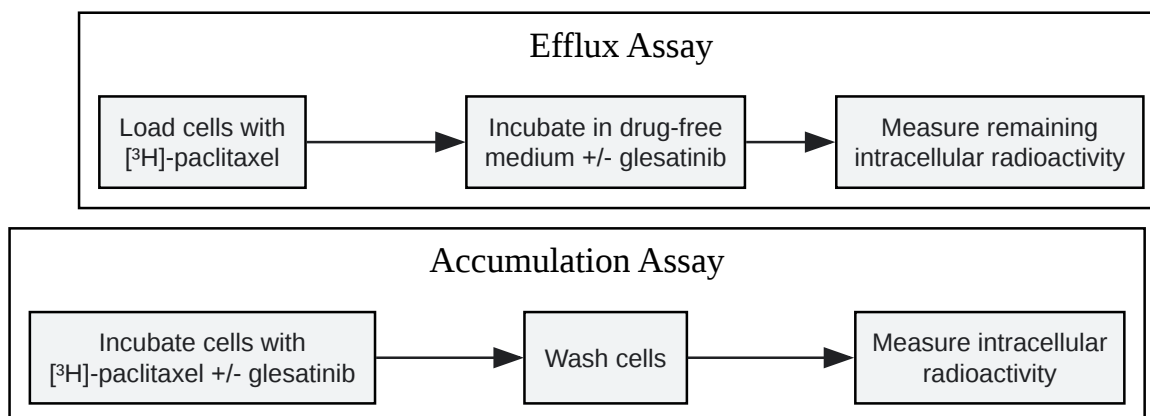 Efflux Assay
Load cells with
[³H]-paclitaxel
Incubate in drug-free
medium +/- glesatinib
Measure remaining
intracellular radioactivity
Accumulation Assay
Incubate cells with
[³H]-paclitaxel +/- glesatinib
Wash cells
Measure intracellular
radioactivity